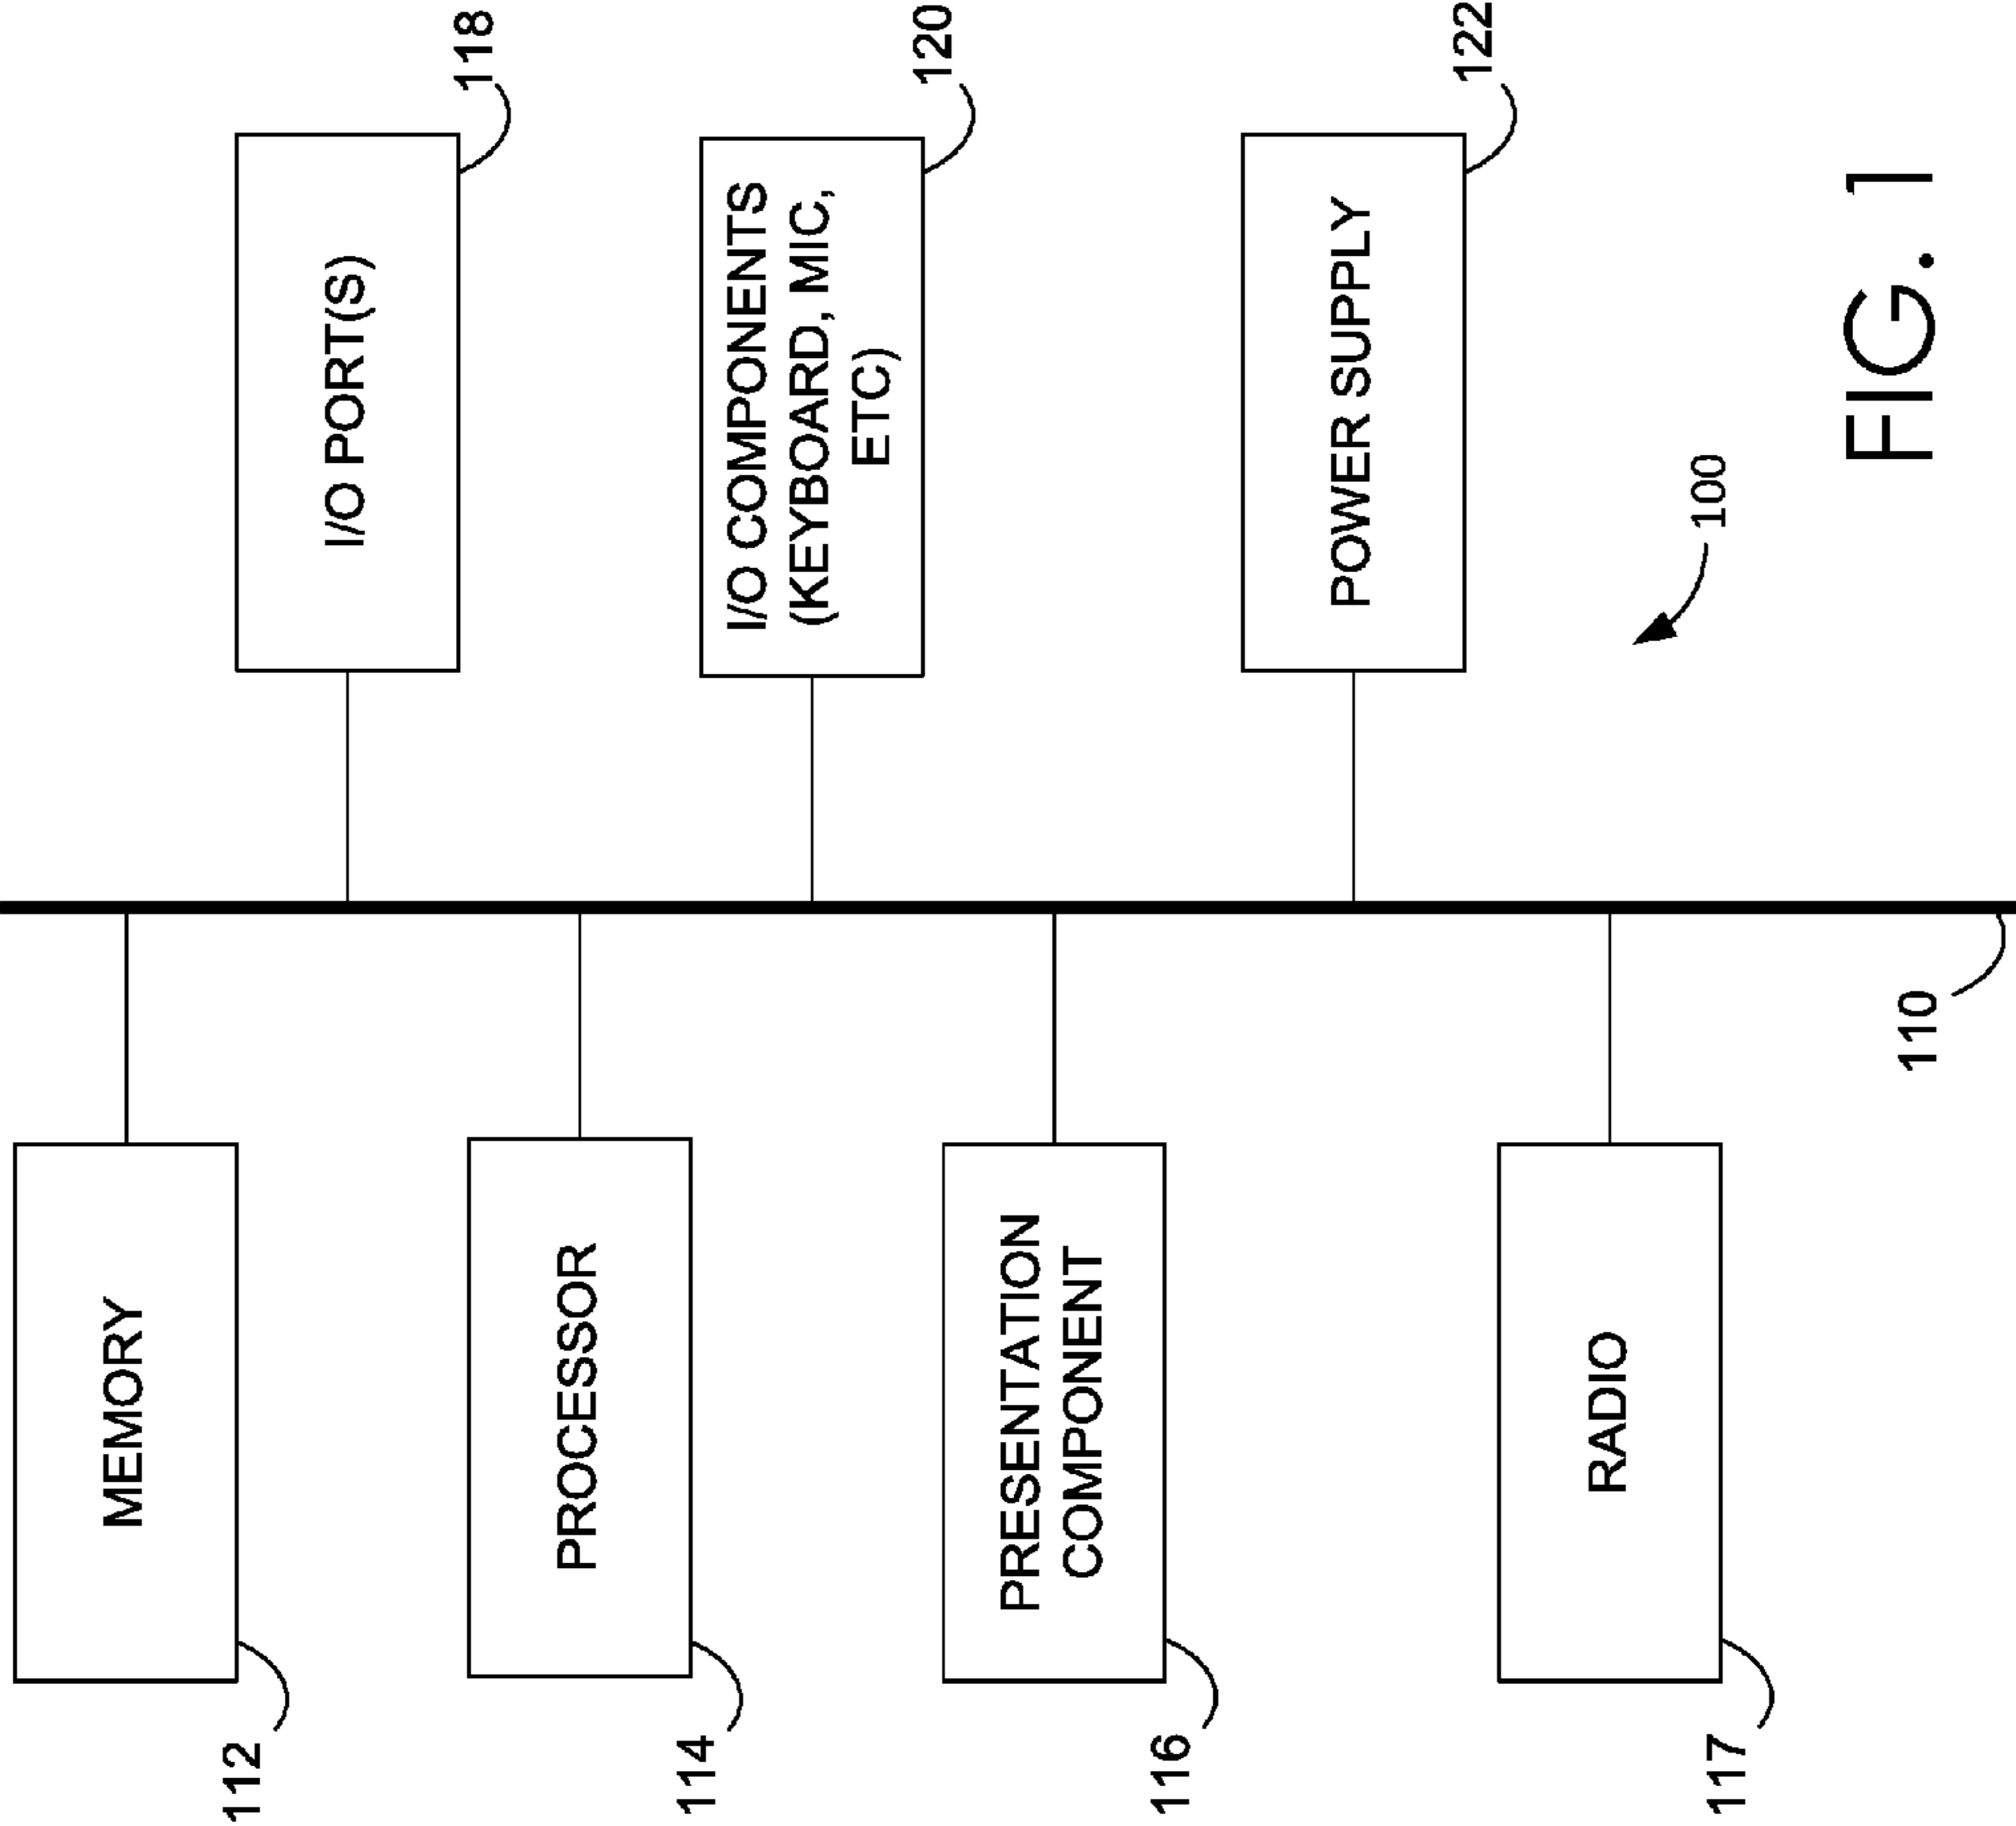 MEMORY
112
PROCESSOR
114
PRESENTATION
COMPONENT
116
RADIO
117
I/O PORT(S)
118
I/O COMPONENTS
(KEYBOARD, MIC,
ETC)
120
POWER SUPPLY
122
110
100
FIG. 1